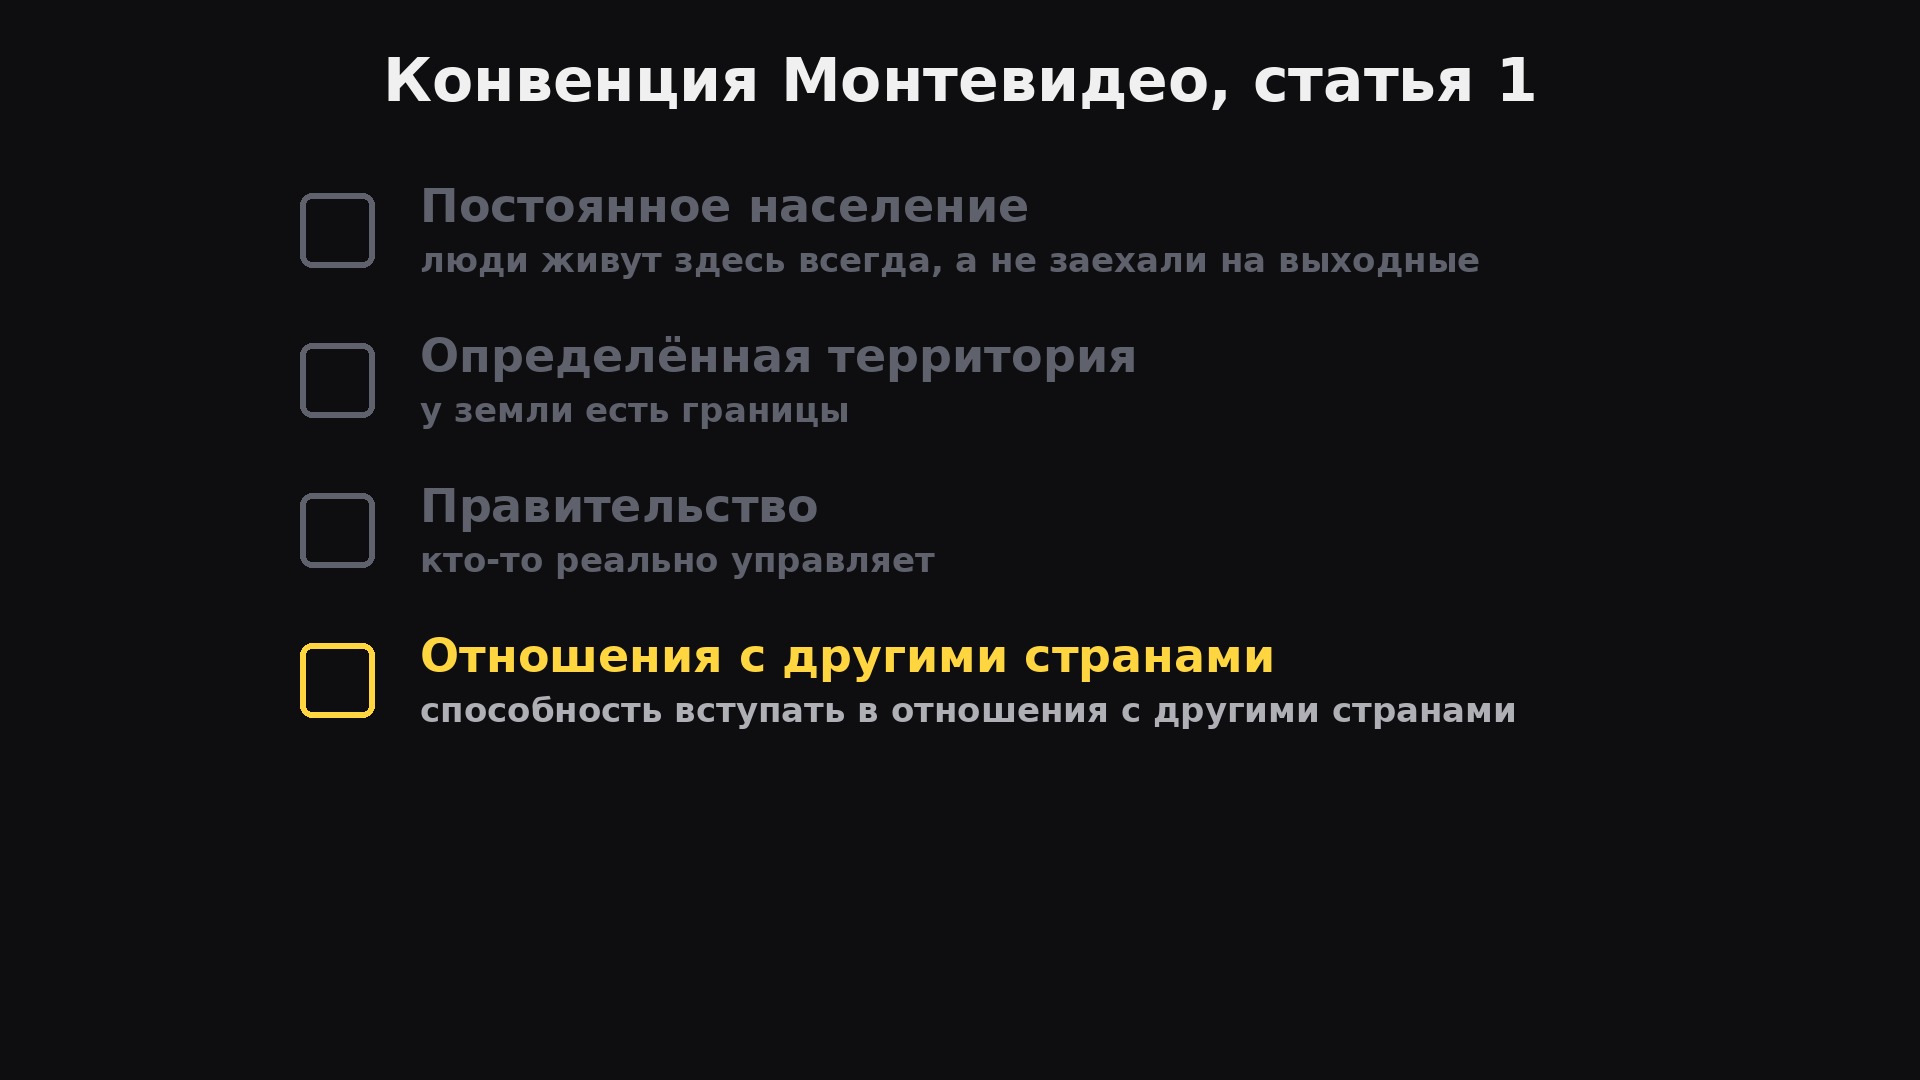 Конвенция Монтевидео, статья 1
Постоянное население
люди живут здесь всегда, а не заехали на выходные
Определённая территория
у земли есть границы
Правительство
кто-то реально управляет
Отношения с другими странами
способность вступать в отношения с другими странами